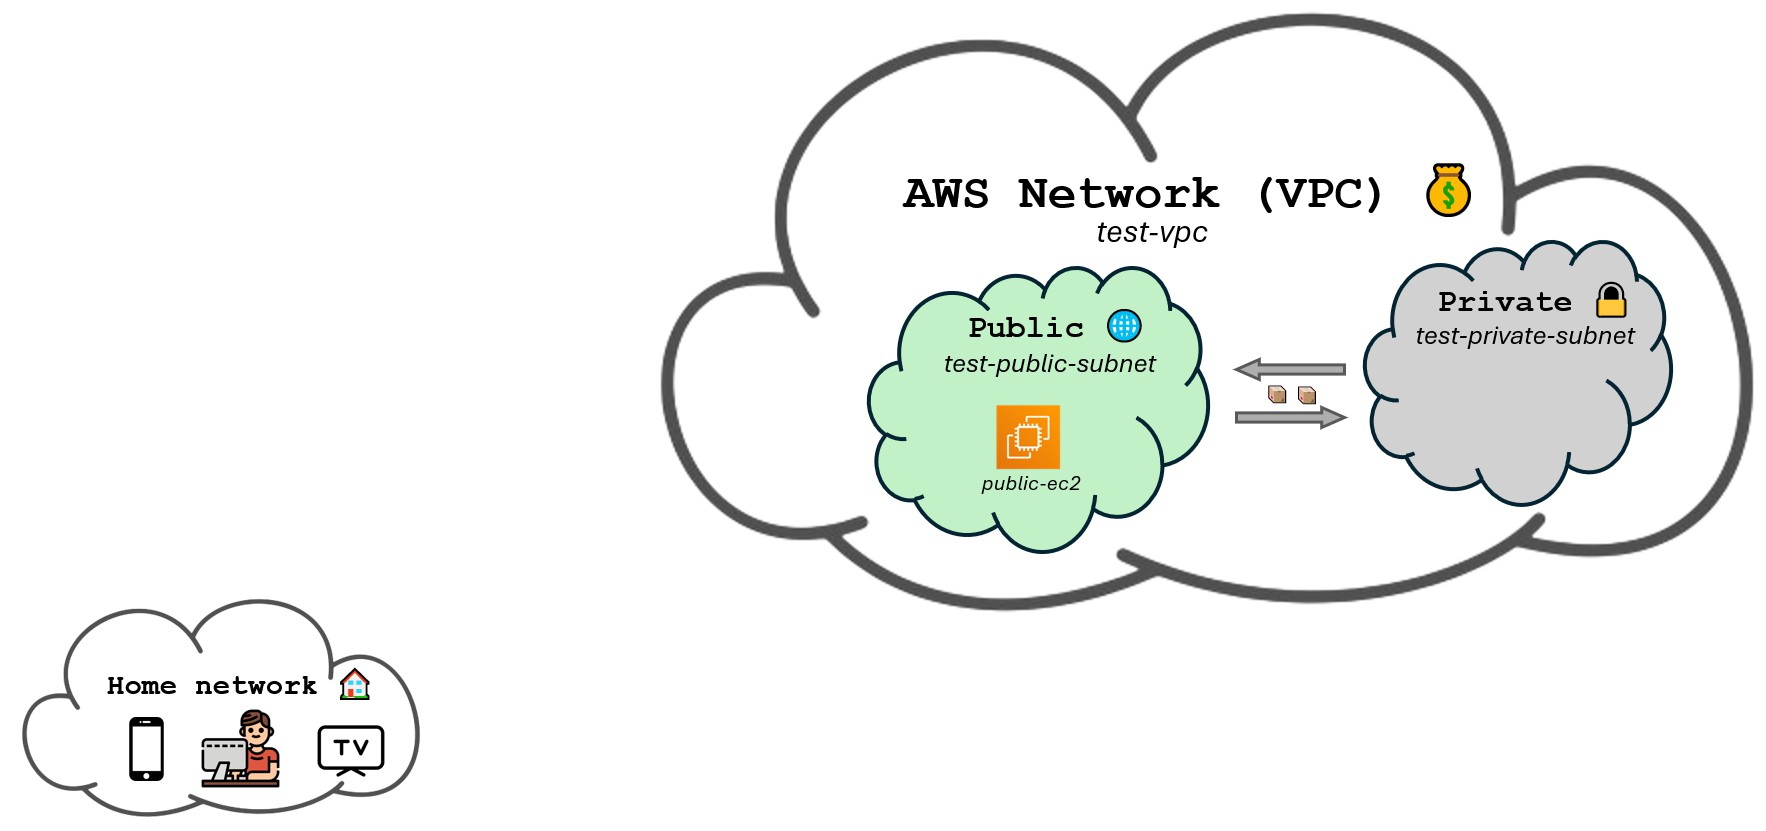 AWS Network (VPC)
test-vpc
Public
test-public-subnet
public-ec2
Private
test-private-subnet
Home network
TV